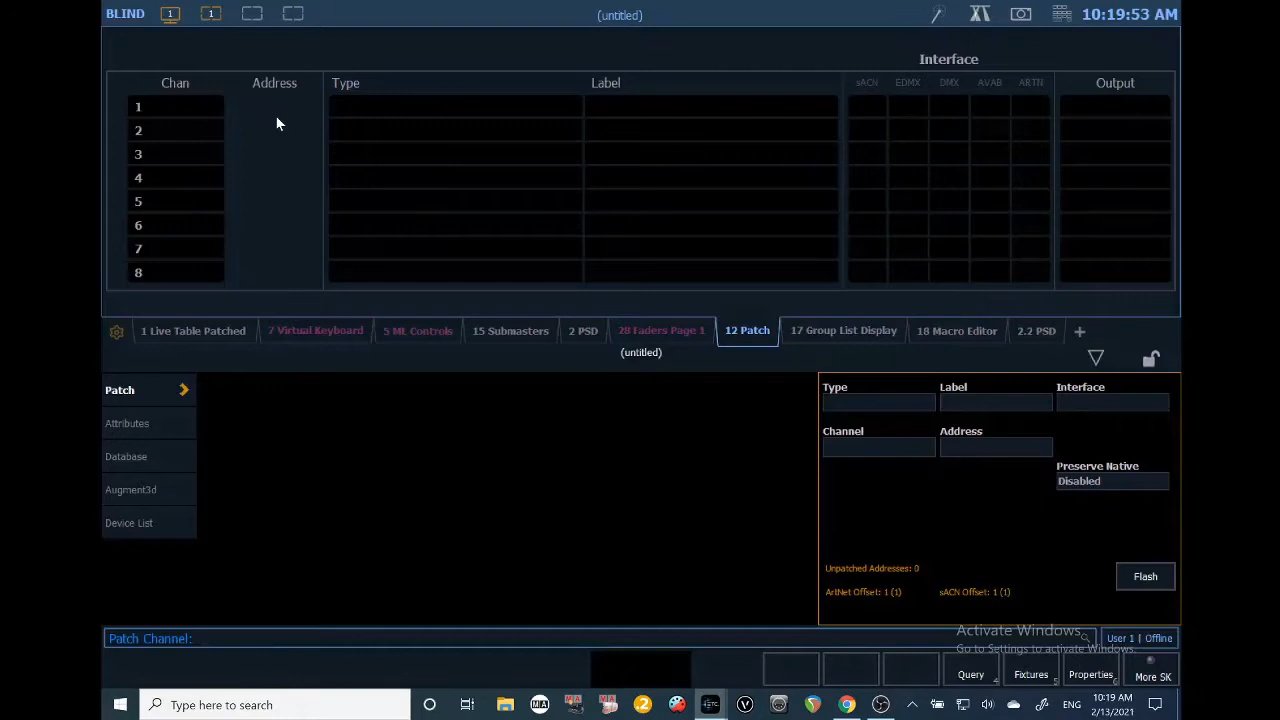 BLIND 1 1 (untitled) 10:19:53 AM
Interface
Chan Address Type Label sACN EDMX DMX AVAB ARTN Output
1
2
3
4
5
6
7
8
1 Live Table Patched 7 Virtual Keyboard 5 ML Controls 15 Submasters 2 PSD 28 Faders Page 1 12 Patch 17 Group List Display 18 Macro Editor 2.2 PSD +
(untitled)
Patch
Attributes
Database
Augment3d
Device List
Type Label Interface
Channel Address
Preserve Native
Disabled
Unpatched Addresses: 0
Flash
ArtNet Offset: 1 (1) sACN Offset: 1 (1)
Activate Windows
Go to Settings to activate Windows.
Patch Channel: User 1 | Offline
Query 4 Fixtures 5 Properties 6 More SK
Type here to search ENG 10:19 AM
2/13/2021